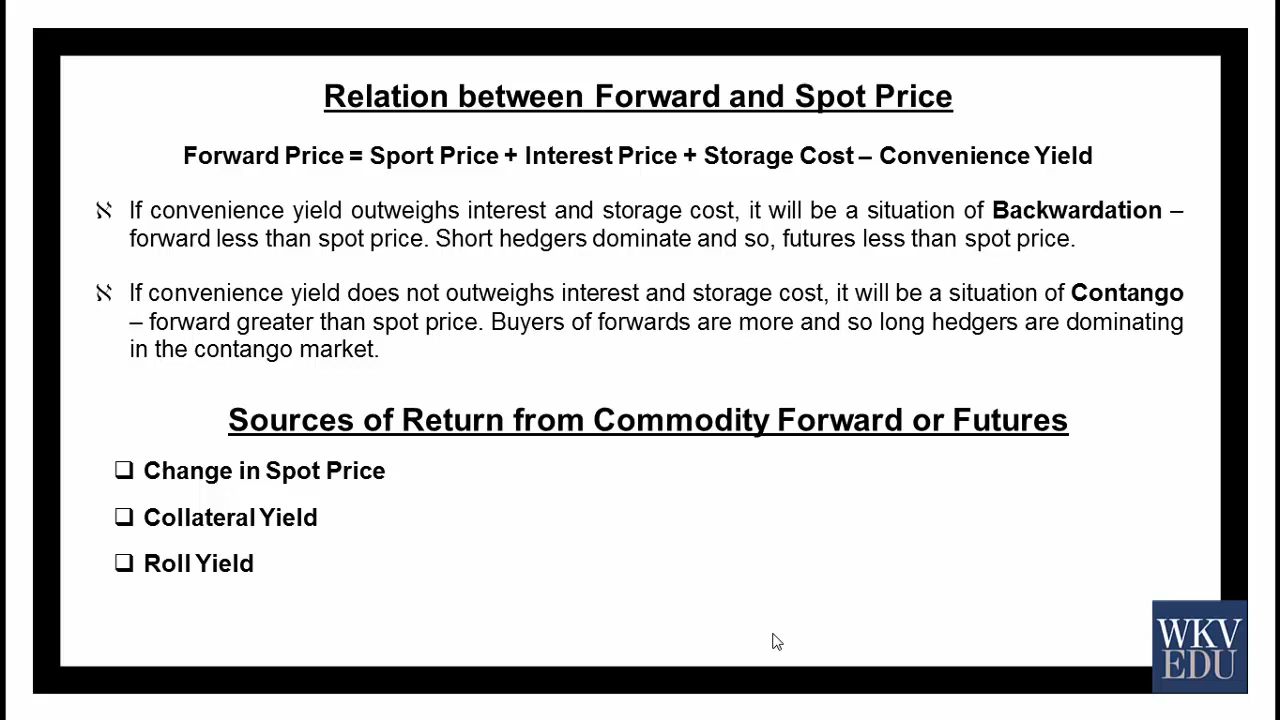 Relation between Forward and Spot Price
Forward Price = Sport Price + Interest Price + Storage Cost – Convenience Yield
ℵ If convenience yield outweighs interest and storage cost, it will be a situation of Backwardation –
forward less than spot price. Short hedgers dominate and so, futures less than spot price.
ℵ If convenience yield does not outweighs interest and storage cost, it will be a situation of Contango
– forward greater than spot price. Buyers of forwards are more and so long hedgers are dominating
in the contango market.
Sources of Return from Commodity Forward or Futures
❑ Change in Spot Price
❑ Collateral Yield
❑ Roll Yield
WKV
EDU